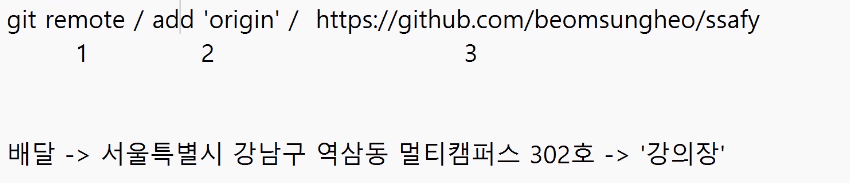 git remote / add 'origin' / https://github.com/beomsungheo/ssafy
1 2 3
배달 -> 서울특별시 강남구 역삼동 멀티캠퍼스 302호 -> '강의장'